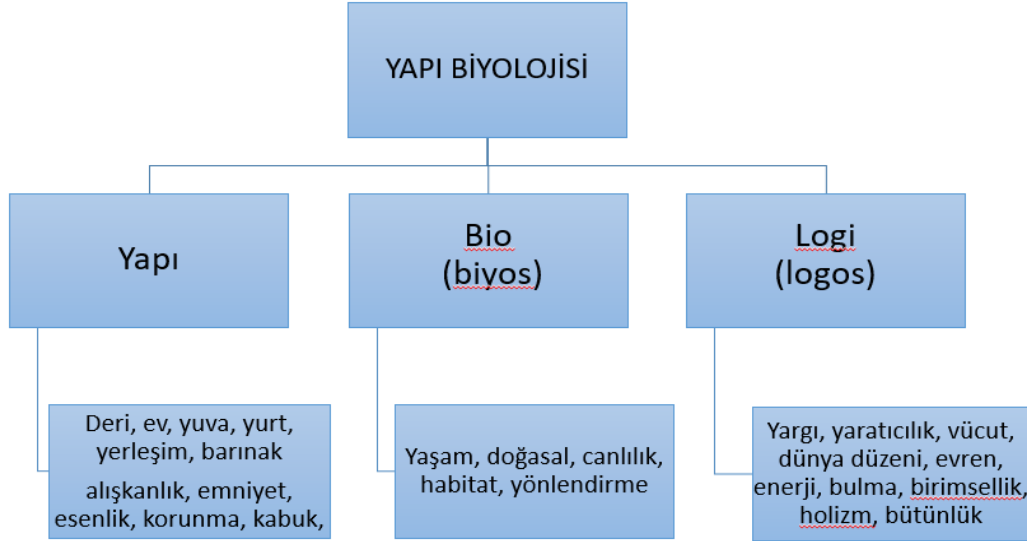 YAPI BİYOLOJİSİ
Yapı
Bio
(biyos)
Logi
(logos)
Deri, ev, yuva, yurt,
yerleşim, barınak
alışkanlık, emniyet,
esenlik, korunma, kabuk,
Yaşam, doğasal, canlılık,
habitat, yönlendirme
Yargı, yaratıcılık, vücut,
dünya düzeni, evren,
enerji, bulma, birimsellik,
holizm, bütünlük